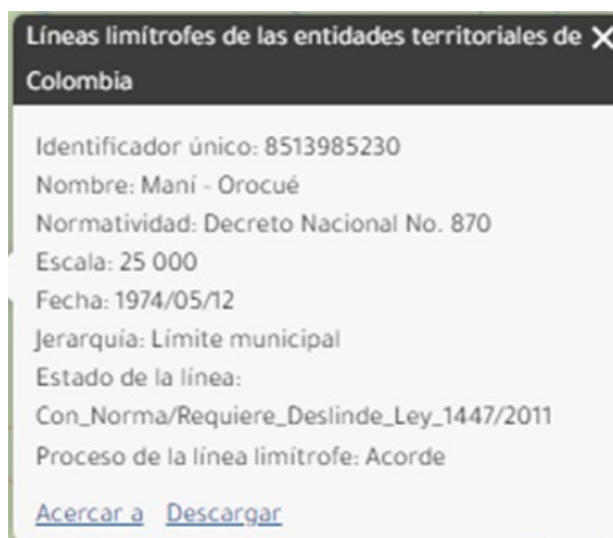 Líneas limítrofes de las entidades territoriales de
Colombia
Identificador único: 8513985230
Nombre: Maní - Orocué
Normatividad: Decreto Nacional No. 870
Escala: 25 000
Fecha: 1974/05/12
Jerarquía: Límite municipal
Estado de la línea:
Con_Norma/Requiere_Deslinde_Ley_1447/2011
Proceso de la línea limítrofe: Acorde
Acercar a Descargar